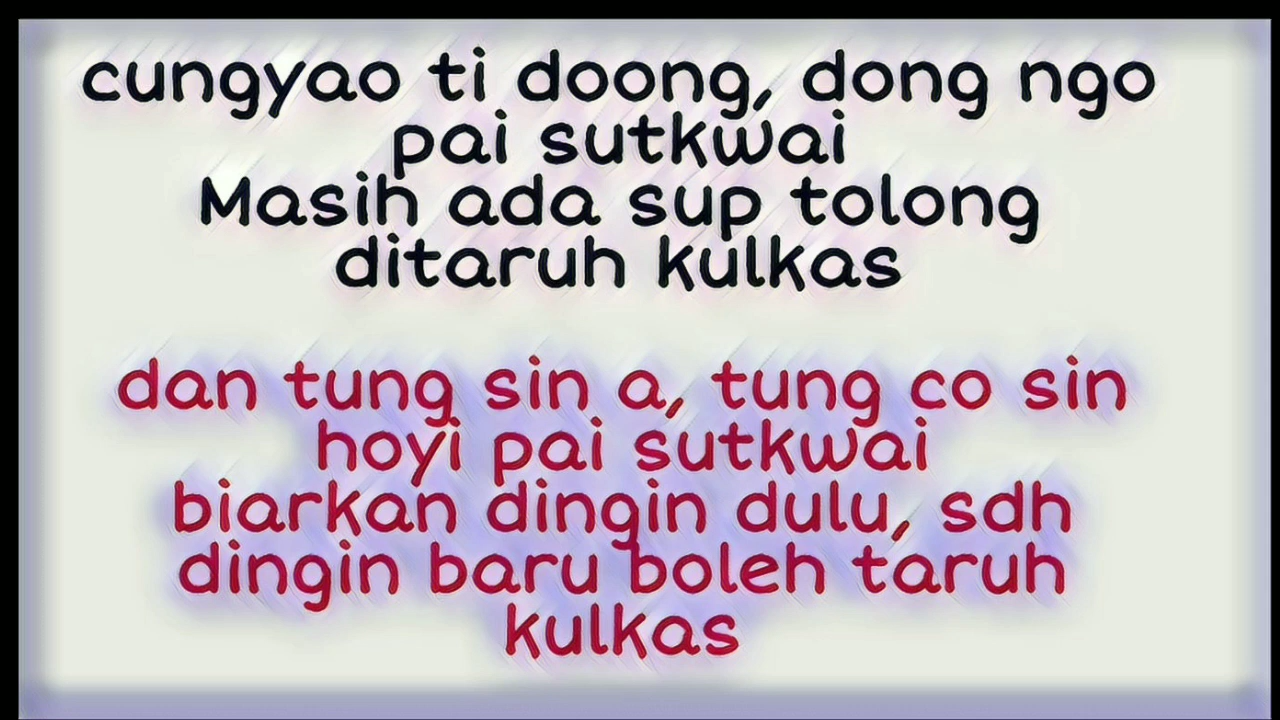 cungyao ti doong, dong ngo
pai sutkwai
Masih ada sup tolong
ditaruh kulkas
dan tung sin a, tung co sin
hoyi pai sutkwai
biarkan dingin dulu, sdh
dingin baru boleh taruh
kulkas